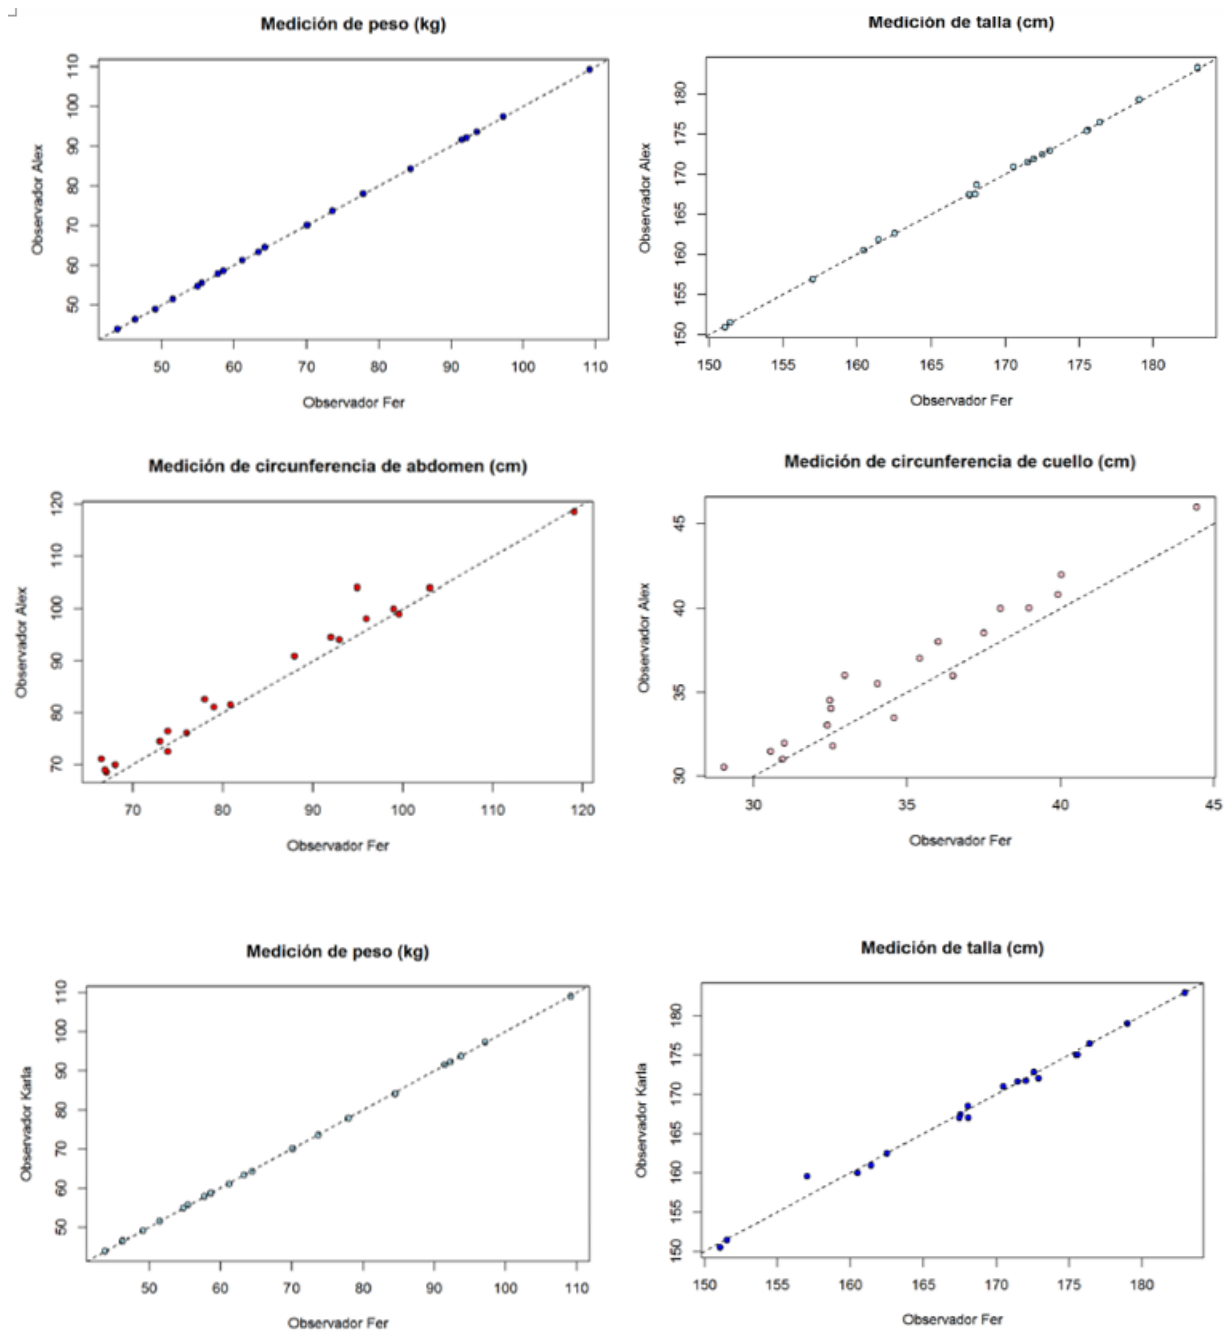 Medición de peso (kg)
110
100
90
80
70
60
50
Observador Alex
50 60 70 80 90 100 110
Observador Fer
Medición de talla (cm)
180
175
170
165
160
155
150
Observador Alex
150 155 160 165 170 175 180
Observador Fer
Medición de circunferencia de abdomen (cm)
120
110
100
90
80
70
Observador Alex
70 80 90 100 110 120
Observador Fer
Medición de circunferencia de cuello (cm)
45
40
35
30
Observador Alex
30 35 40 45
Observador Fer
Medición de peso (kg)
110
100
90
80
70
60
50
Observador Karla
50 60 70 80 90 100 110
Observador Fer
Medición de talla (cm)
180
175
170
165
160
155
150
Observador Karla
150 160 170 180
Observador Fer